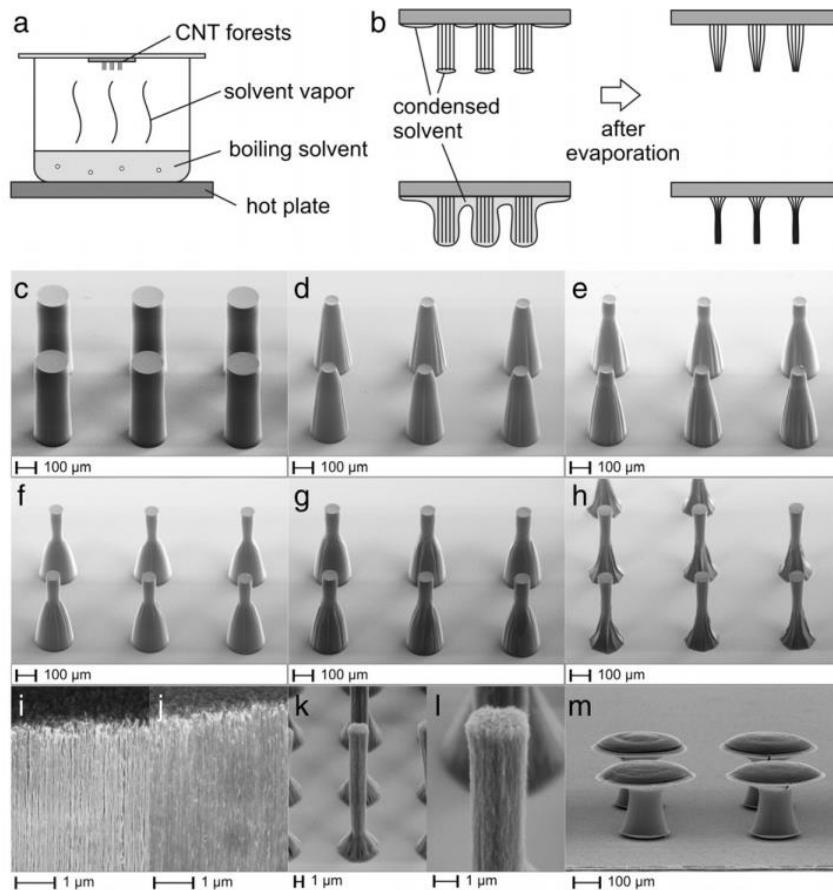 a
CNT forests
solvent vapor
boiling solvent
hot plate
b
condensed
solvent
after
evaporation
c
d
e
100 µm
100 µm
100 µm
f
g
h
100 µm
100 µm
100 µm
i
j
k
l
m
1 µm
1 µm
1 µm
1 µm
100 µm